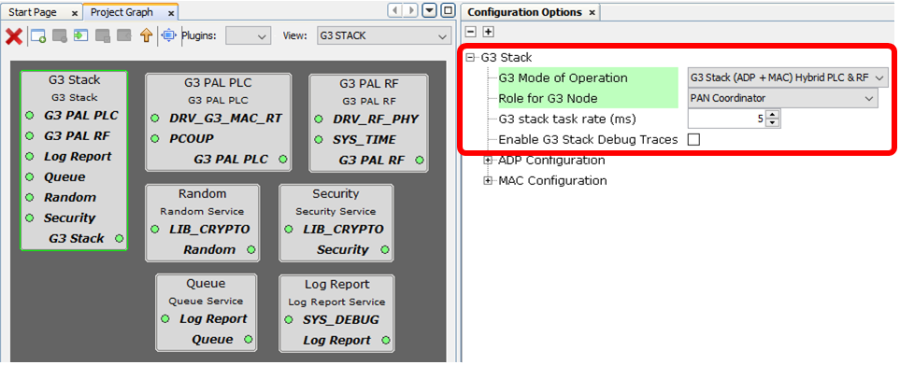 Start Page x Project Graph x
Plugins: View: G3 STACK
G3 Stack
G3 Stack
G3 PAL PLC
G3 PAL RF
Log Report
Queue
Random
Security
G3 Stack
G3 PAL PLC
G3 PAL PLC
DRV_G3_MAC_RT
PCOUP
G3 PAL PLC
G3 PAL RF
G3 PAL RF
DRV_RF_PHY
SYS_TIME
G3 PAL RF
Random
Random Service
LIB_CRYPTO
Random
Security
Security Service
LIB_CRYPTO
Security
Queue
Queue Service
Log Report
Queue
Log Report
Log Report Service
SYS_DEBUG
Log Report
Configuration Options x
G3 Stack
G3 Mode of Operation G3 Stack (ADP + MAC) Hybrid PLC & RF
Role for G3 Node PAN Coordinator
G3 stack task rate (ms) 5
Enable G3 Stack Debug Traces
ADP Configuration
MAC Configuration